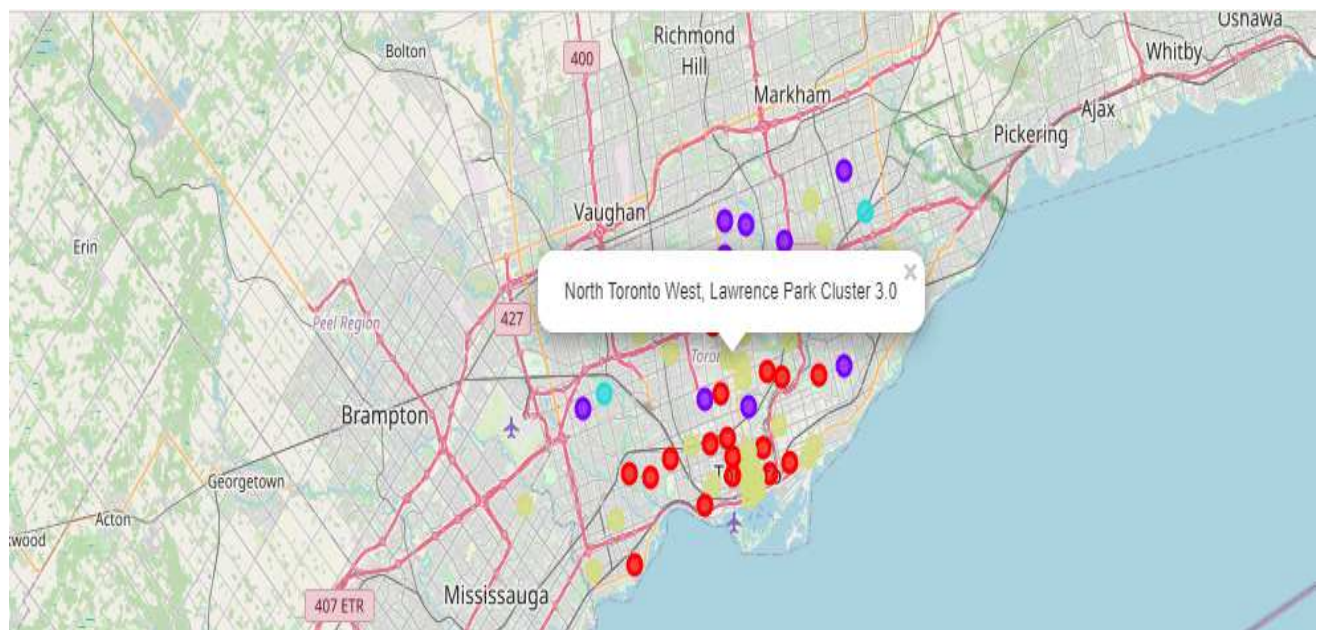 Oshawa
Whitby
Richmond
Hill
Bolton
400
Markham
Ajax
Pickering
Vaughan
Erin
×
North Toronto West, Lawrence Park Cluster 3.0
427
Peel Region
Brampton
Georgetown
Acton
Mississauga
407 ETR